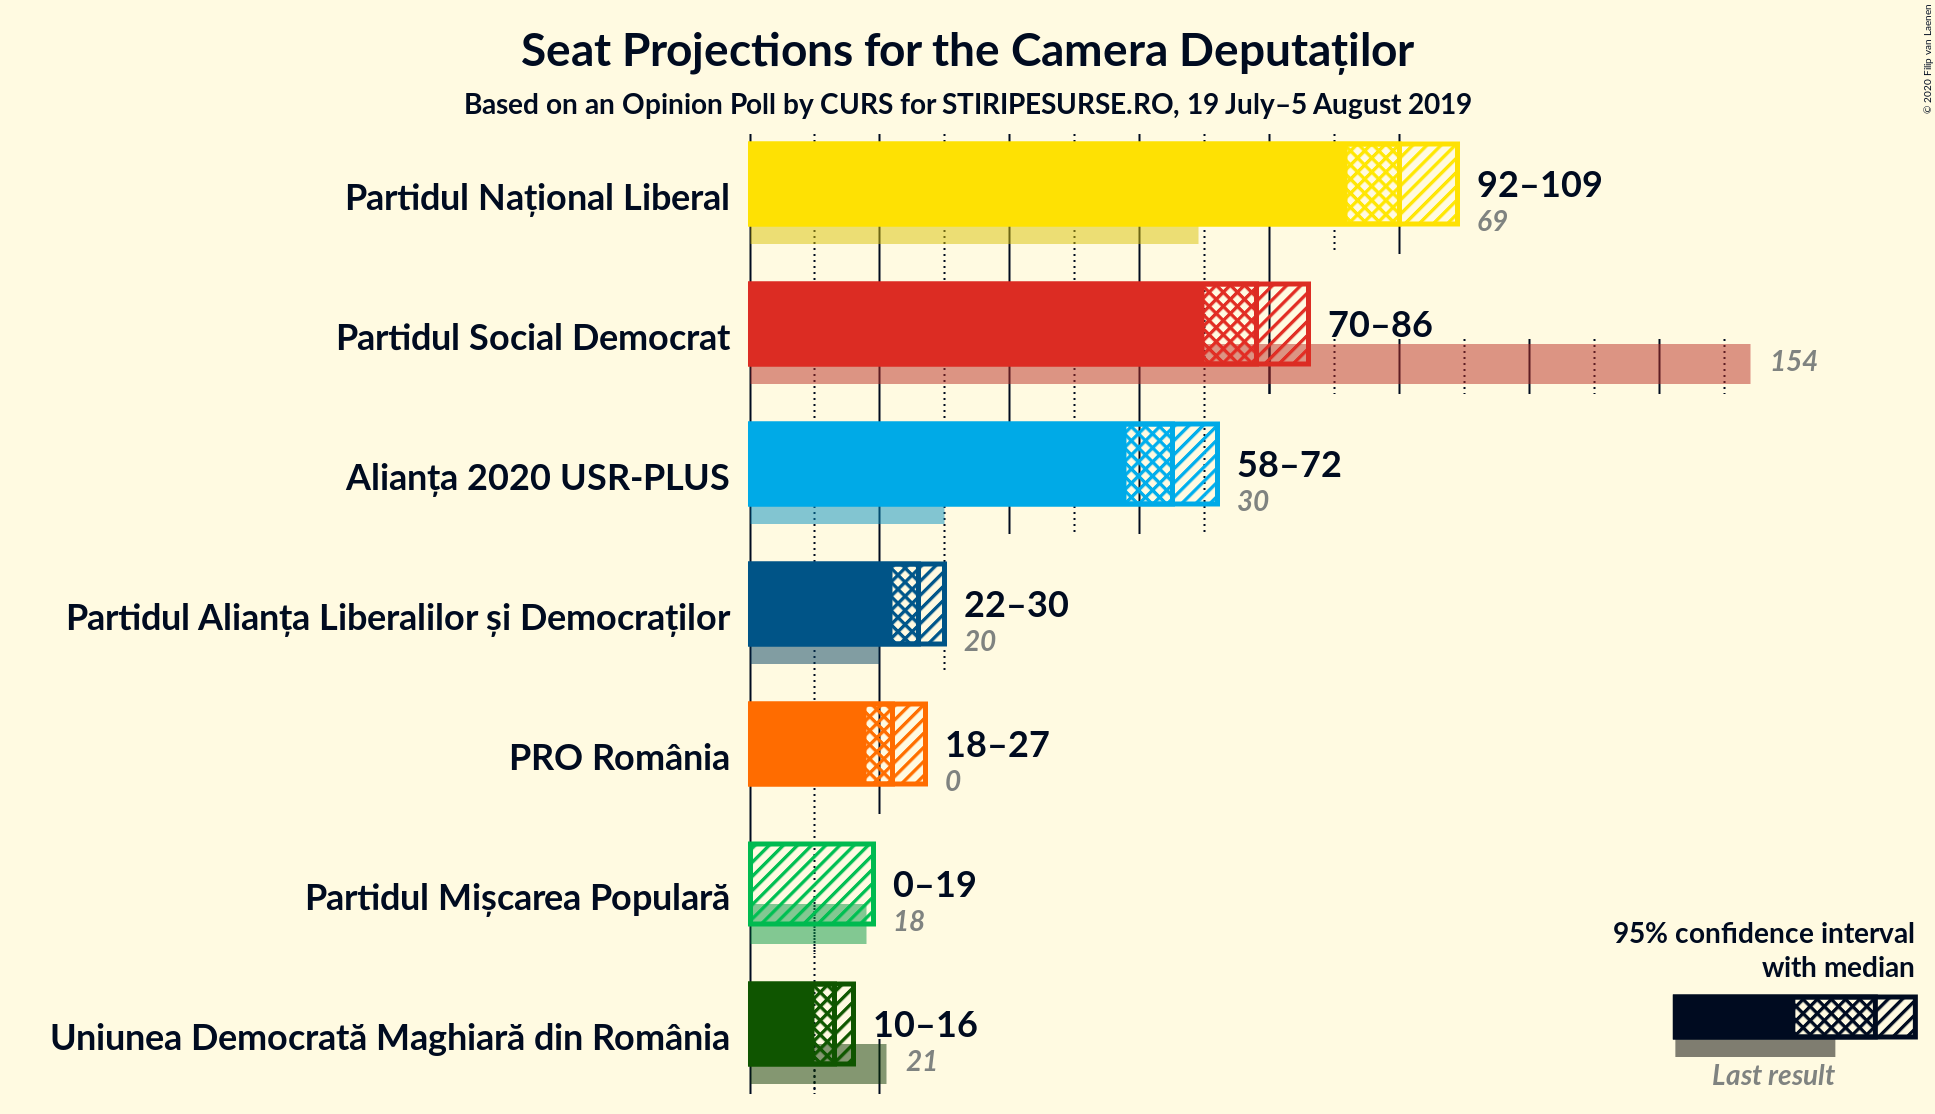 Seat Projections for the Camera Deputaților
Based on an Opinion Poll by CURS for STIRIPESURSE.RO, 19 July–5 August 2019
© 2020 Filip van Laenen
Partidul Național Liberal
92–109
69
Partidul Social Democrat
70–86
154
Alianța 2020 USR-PLUS
58–72
30
Partidul Alianța Liberalilor și Democraților
22–30
20
PRO România
18–27
0
Partidul Mișcarea Populară
0–19
18
Uniunea Democrată Maghiară din România
10–16
21
95% confidence interval
with median
Last result